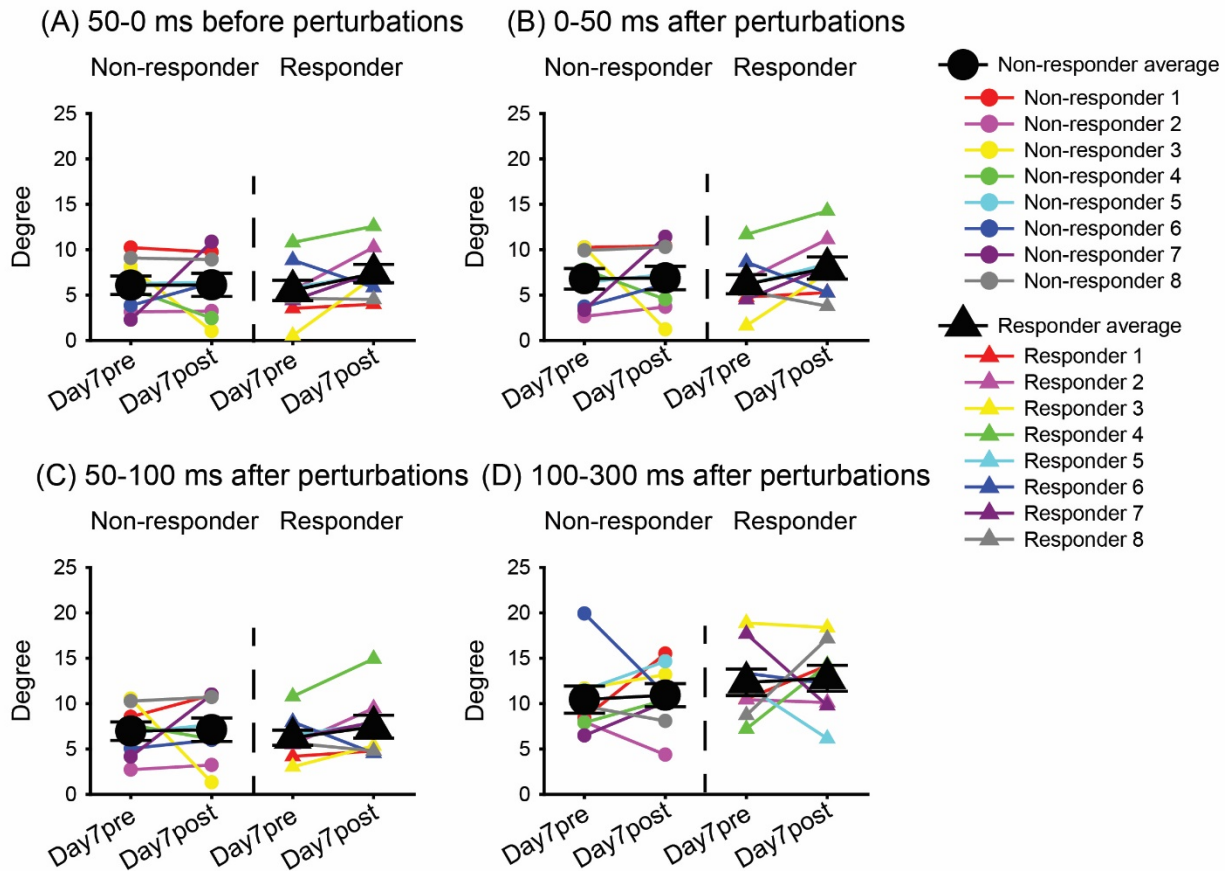 (A) 50-0 ms before perturbations
Non-responder Responder
25
20
15
10
5
0
Degree
Day7pre
Day7post
Day7pre
Day7post
(B) 0-50 ms after perturbations
Non-responder Responder
25
20
15
10
5
0
Degree
Day7pre
Day7post
Day7pre
Day7post
Non-responder average
Non-responder 1
Non-responder 2
Non-responder 3
Non-responder 4
Non-responder 5
Non-responder 6
Non-responder 7
Non-responder 8
Responder average
Responder 1
Responder 2
Responder 3
Responder 4
Responder 5
Responder 6
Responder 7
Responder 8
(C) 50-100 ms after perturbations
Non-responder Responder
25
20
15
10
5
0
Degree
Day7pre
Day7post
Day7pre
Day7post
(D) 100-300 ms after perturbations
Non-responder Responder
25
20
15
10
5
0
Degree
Day7pre
Day7post
Day7pre
Day7post